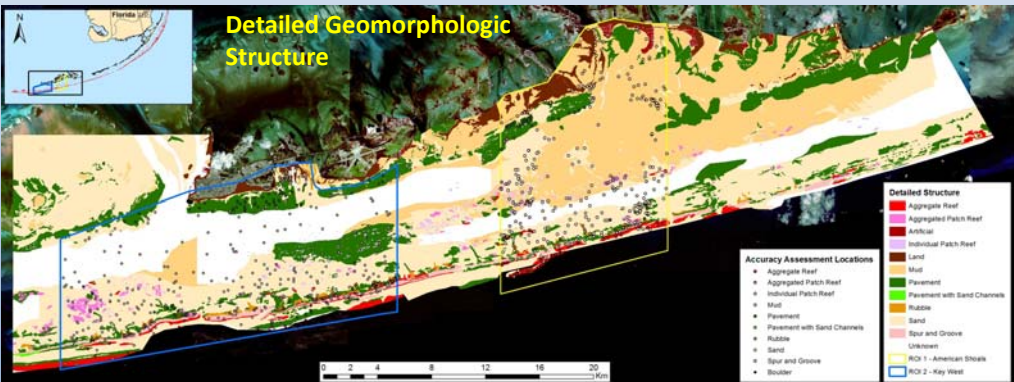 N
Florida
Detailed Geomorphologic
Structure
Accuracy Assessment Locations
Aggregate Reef
Aggregated Patch Reef
Individual Patch Reef
Mud
Pavement
Pavement with Sand Channels
Rubble
Sand
Spur and Groove
Boulder
Detailed Structure
Aggregate Reef
Aggregated Patch Reef
Artificial
Individual Patch Reef
Land
Mud
Pavement
Pavement with Sand Channels
Rubble
Sand
Spur and Groove
Unknown
ROI 1 - American Shoals
ROI 2 - Key West
0 2 4 8 12 16 20
Km